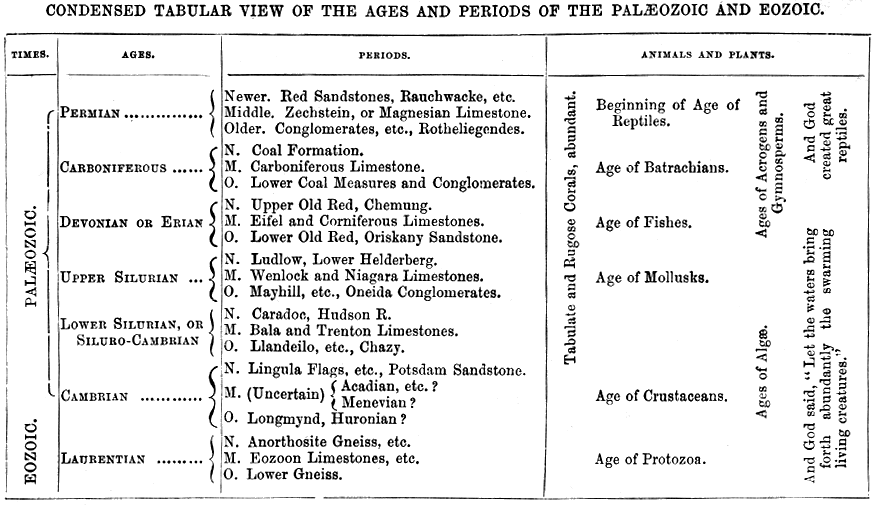 CONDENSED TABULAR VIEW OF THE AGES AND PERIODS OF THE PALÆOZOIC AND EOZOIC.
TIMES.
AGES.
PERIODS.
ANIMALS AND PLANTS.
PALÆOZOIC.
PERMIAN ...............
Newer. Red Sandstones, Rauchwacke, etc.
Middle. Zechstein, or Magnesian Limestone.
Older. Conglomerates, etc., Rotheliegendes.
CARBONIFEROUS ......
N. Coal Formation.
M. Carboniferous Limestone.
O. Lower Coal Measures and Conglomerates.
DEVONIAN OR ERIAN
N. Upper Old Red, Chemung.
M. Eifel and Corniferous Limestones.
O. Lower Old Red, Oriskany Sandstone.
UPPER SILURIAN ...
N. Ludlow, Lower Helderberg.
M. Wenlock and Niagara Limestones.
O. Mayhill, etc., Oneida Conglomerates.
LOWER SILURIAN, OR
SILURO-CAMBRIAN
N. Caradoc, Hudson R.
M. Bala and Trenton Limestones.
O. Llandeilo, etc., Chazy.
CAMBRIAN ............
N. Lingula Flags, etc., Potsdam Sandstone.
M. (Uncertain) { Acadian, etc. ?
Menevian ?
O. Longmynd, Huronian ?
EOZOIC.
LAURENTIAN .........
N. Anorthosite Gneiss, etc.
M. Eozoon Limestones, etc.
O. Lower Gneiss.
Tabulate and Rugose Corals, abundant.
Beginning of Age of
Reptiles.
Age of Batrachians.
Age of Fishes.
Age of Mollusks.
Age of Crustaceans.
Age of Protozoa.
Ages of Acrogens and
Gymnosperms.
Ages of Algæ.
And God
created great
reptiles.
And God said, "Let the waters bring
forth abundantly the swarming
living creatures."